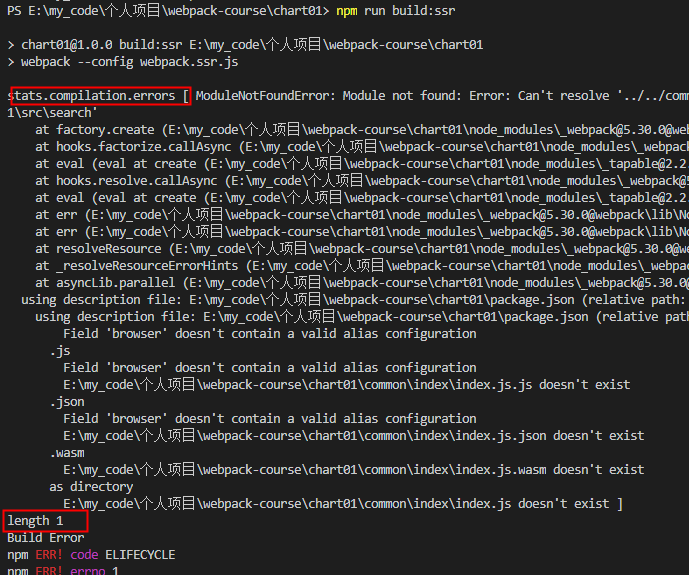 PS E:\my_code\个人项目\webpack-course\chart01> npm run build:ssr
> chart01@1.0.0 build:ssr E:\my_code\个人项目\webpack-course\chart01
> webpack --config webpack.ssr.js
stats.compilation.errors [ ModuleNotFoundError: Module not found: Error: Can't resolve '../../comm
1\src\search'
at factory.create (E:\my_code\个人项目\webpack-course\chart01\node_modules\_webpack@5.30.0@web
at hooks.factorize.callAsync (E:\my_code\个人项目\webpack-course\chart01\node_modules\_webpack
at eval (eval at create (E:\my_code\个人项目\webpack-course\chart01\node_modules\_tapable@2.2.
at hooks.resolve.callAsync (E:\my_code\个人项目\webpack-course\chart01\node_modules\_webpack@5
at eval (eval at create (E:\my_code\个人项目\webpack-course\chart01\node_modules\_tapable@2.2.
at err (E:\my_code\个人项目\webpack-course\chart01\node_modules\_webpack@5.30.0@webpack\lib\No
at err (E:\my_code\个人项目\webpack-course\chart01\node_modules\_webpack@5.30.0@webpack\lib\No
at resolveResource (E:\my_code\个人项目\webpack-course\chart01\node_modules\_webpack@5.30.0@we
at _resolveResourceErrorHints (E:\my_code\个人项目\webpack-course\chart01\node_modules\_webpac
at asyncLib.parallel (E:\my_code\个人项目\webpack-course\chart01\node_modules\_webpack@5.30.0@
using description file: E:\my_code\个人项目\webpack-course\chart01\package.json (relative path:
using description file: E:\my_code\个人项目\webpack-course\chart01\package.json (relative pat
Field 'browser' doesn't contain a valid alias configuration
.js
Field 'browser' doesn't contain a valid alias configuration
E:\my_code\个人项目\webpack-course\chart01\common\index\index.js.js doesn't exist
.json
Field 'browser' doesn't contain a valid alias configuration
E:\my_code\个人项目\webpack-course\chart01\common\index\index.js.json doesn't exist
.wasm
Field 'browser' doesn't contain a valid alias configuration
E:\my_code\个人项目\webpack-course\chart01\common\index\index.js.wasm doesn't exist
as directory
E:\my_code\个人项目\webpack-course\chart01\common\index\index.js doesn't exist ]
length 1
Build Error
npm ERR! code ELIFECYCLE
npm ERR! errno 1